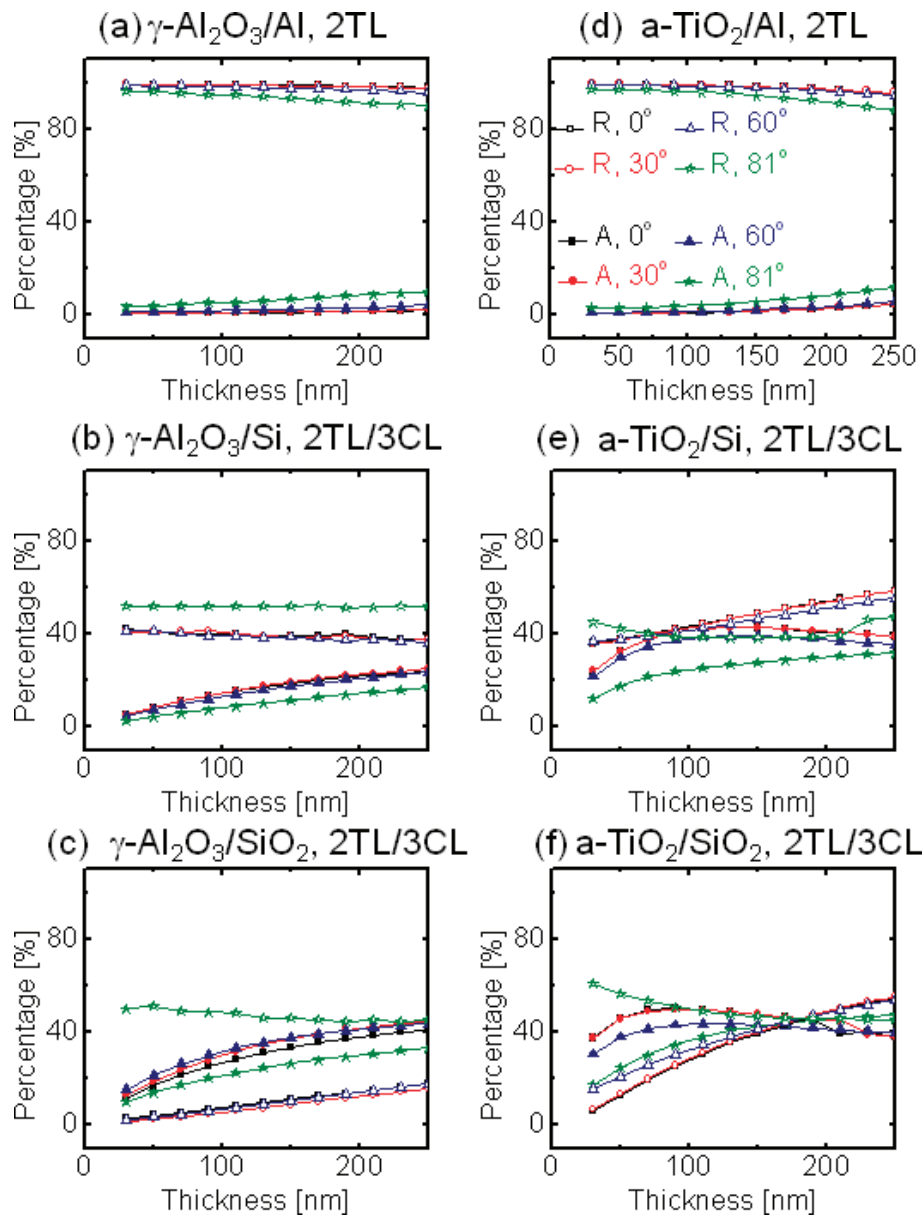 (a) γ-Al₂O₃/Al, 2TL
Percentage [%]
80
40
0
0 100 200
Thickness [nm]
(d) a-TiO₂/Al, 2TL
Percentage [%]
80
40
0
R, 0° R, 60°
R, 30° R, 81°
A, 0° A, 60°
A, 30° A, 81°
0 50 100 150 200 250
Thickness [nm]
(b) γ-Al₂O₃/Si, 2TL/3CL
Percentage [%]
80
40
0
0 100 200
Thickness [nm]
(e) a-TiO₂/Si, 2TL/3CL
Percentage [%]
80
40
0
0 100 200
Thickness [nm]
(c) γ-Al₂O₃/SiO₂, 2TL/3CL
Percentage [%]
80
40
0
0 100 200
Thickness [nm]
(f) a-TiO₂/SiO₂, 2TL/3CL
Percentage [%]
80
40
0
0 100 200
Thickness [nm]